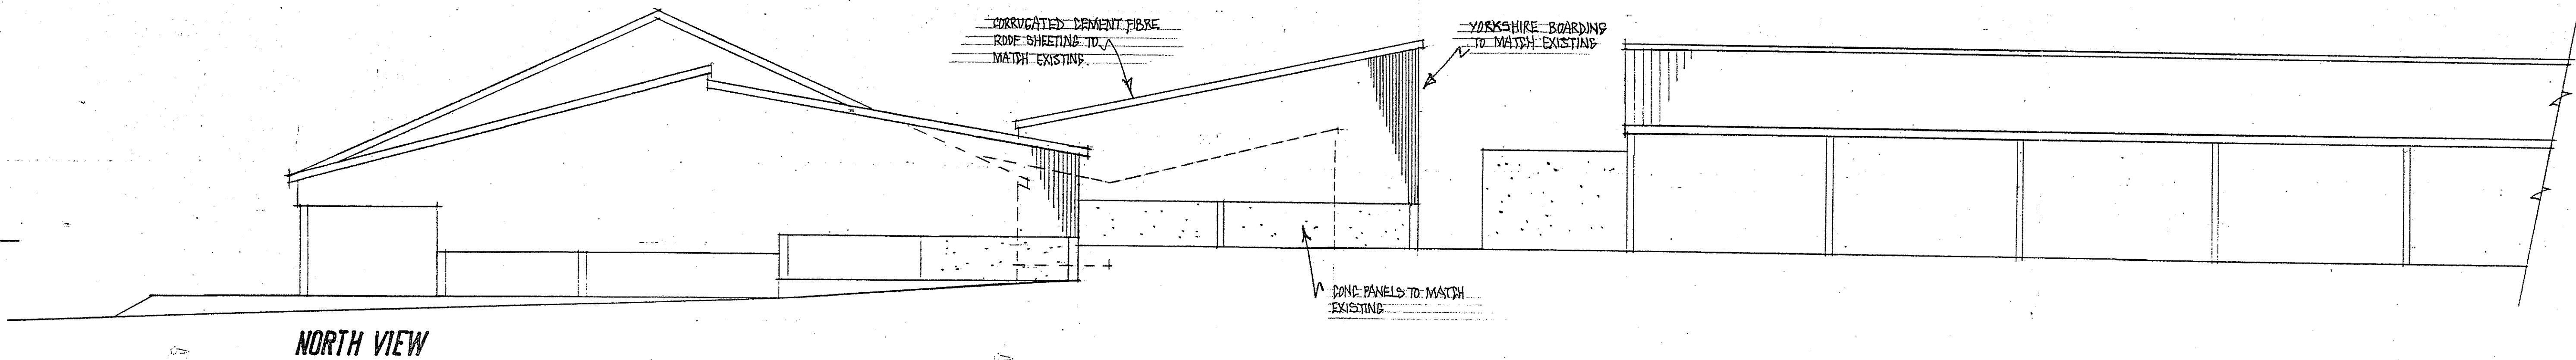 CORRUGATED CEMENT FIBRE
ROOF SHEETING TO
MATCH EXISTING.
YORKSHIRE BOARDING
TO MATCH EXISTING
CONC PANELS TO MATCH
EXISTING
NORTH VIEW